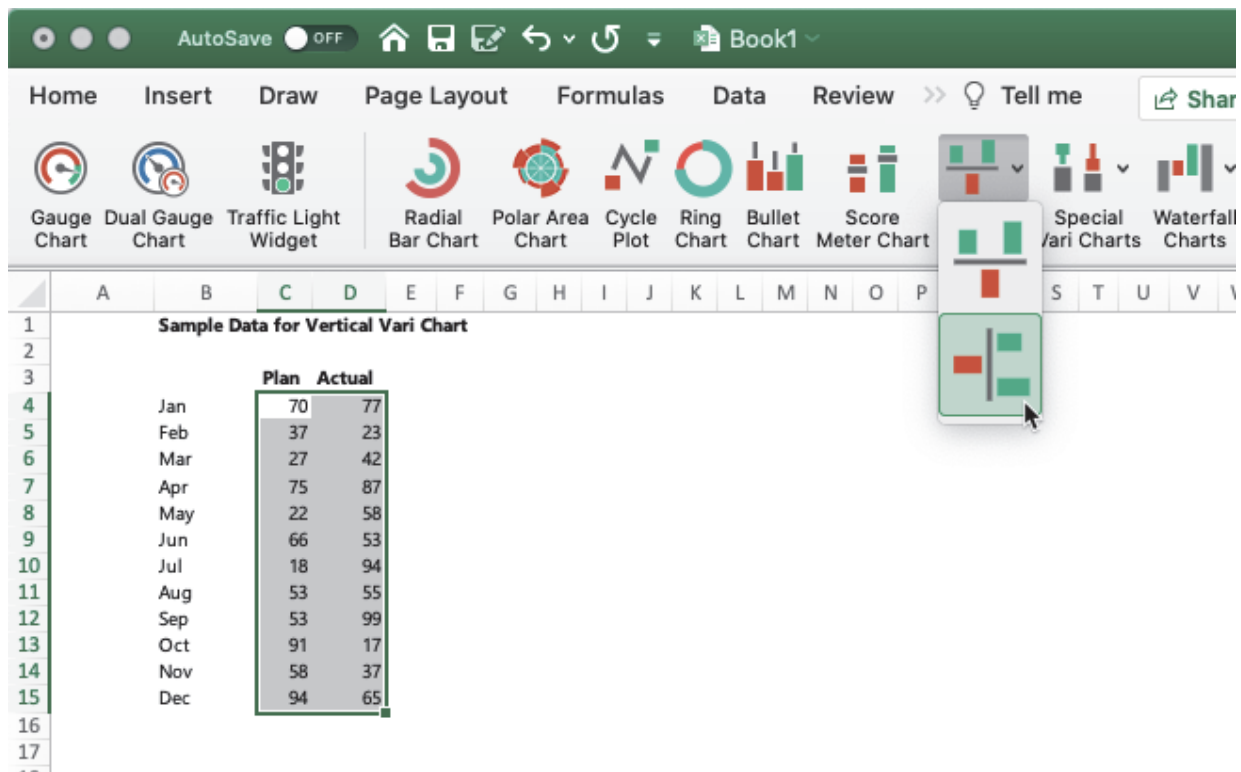 AutoSave OFF Book1
Home Insert Draw Page Layout Formulas Data Review Tell me Shar
Gauge Dual Gauge Traffic Light Radial Polar Area Cycle Ring Bullet Score Special Waterfall
Chart Chart Widget Bar Chart Chart Plot Chart Chart Meter Chart Vari Charts Charts
A B C D E F G H I J K L M N O P S T U V
1 Sample Data for Vertical Vari Chart
2
3 Plan Actual
4 Jan 70 77
5 Feb 37 23
6 Mar 27 42
7 Apr 75 87
8 May 22 58
9 Jun 66 53
10 Jul 18 94
11 Aug 53 55
12 Sep 53 99
13 Oct 91 17
14 Nov 58 37
15 Dec 94 65
16
17